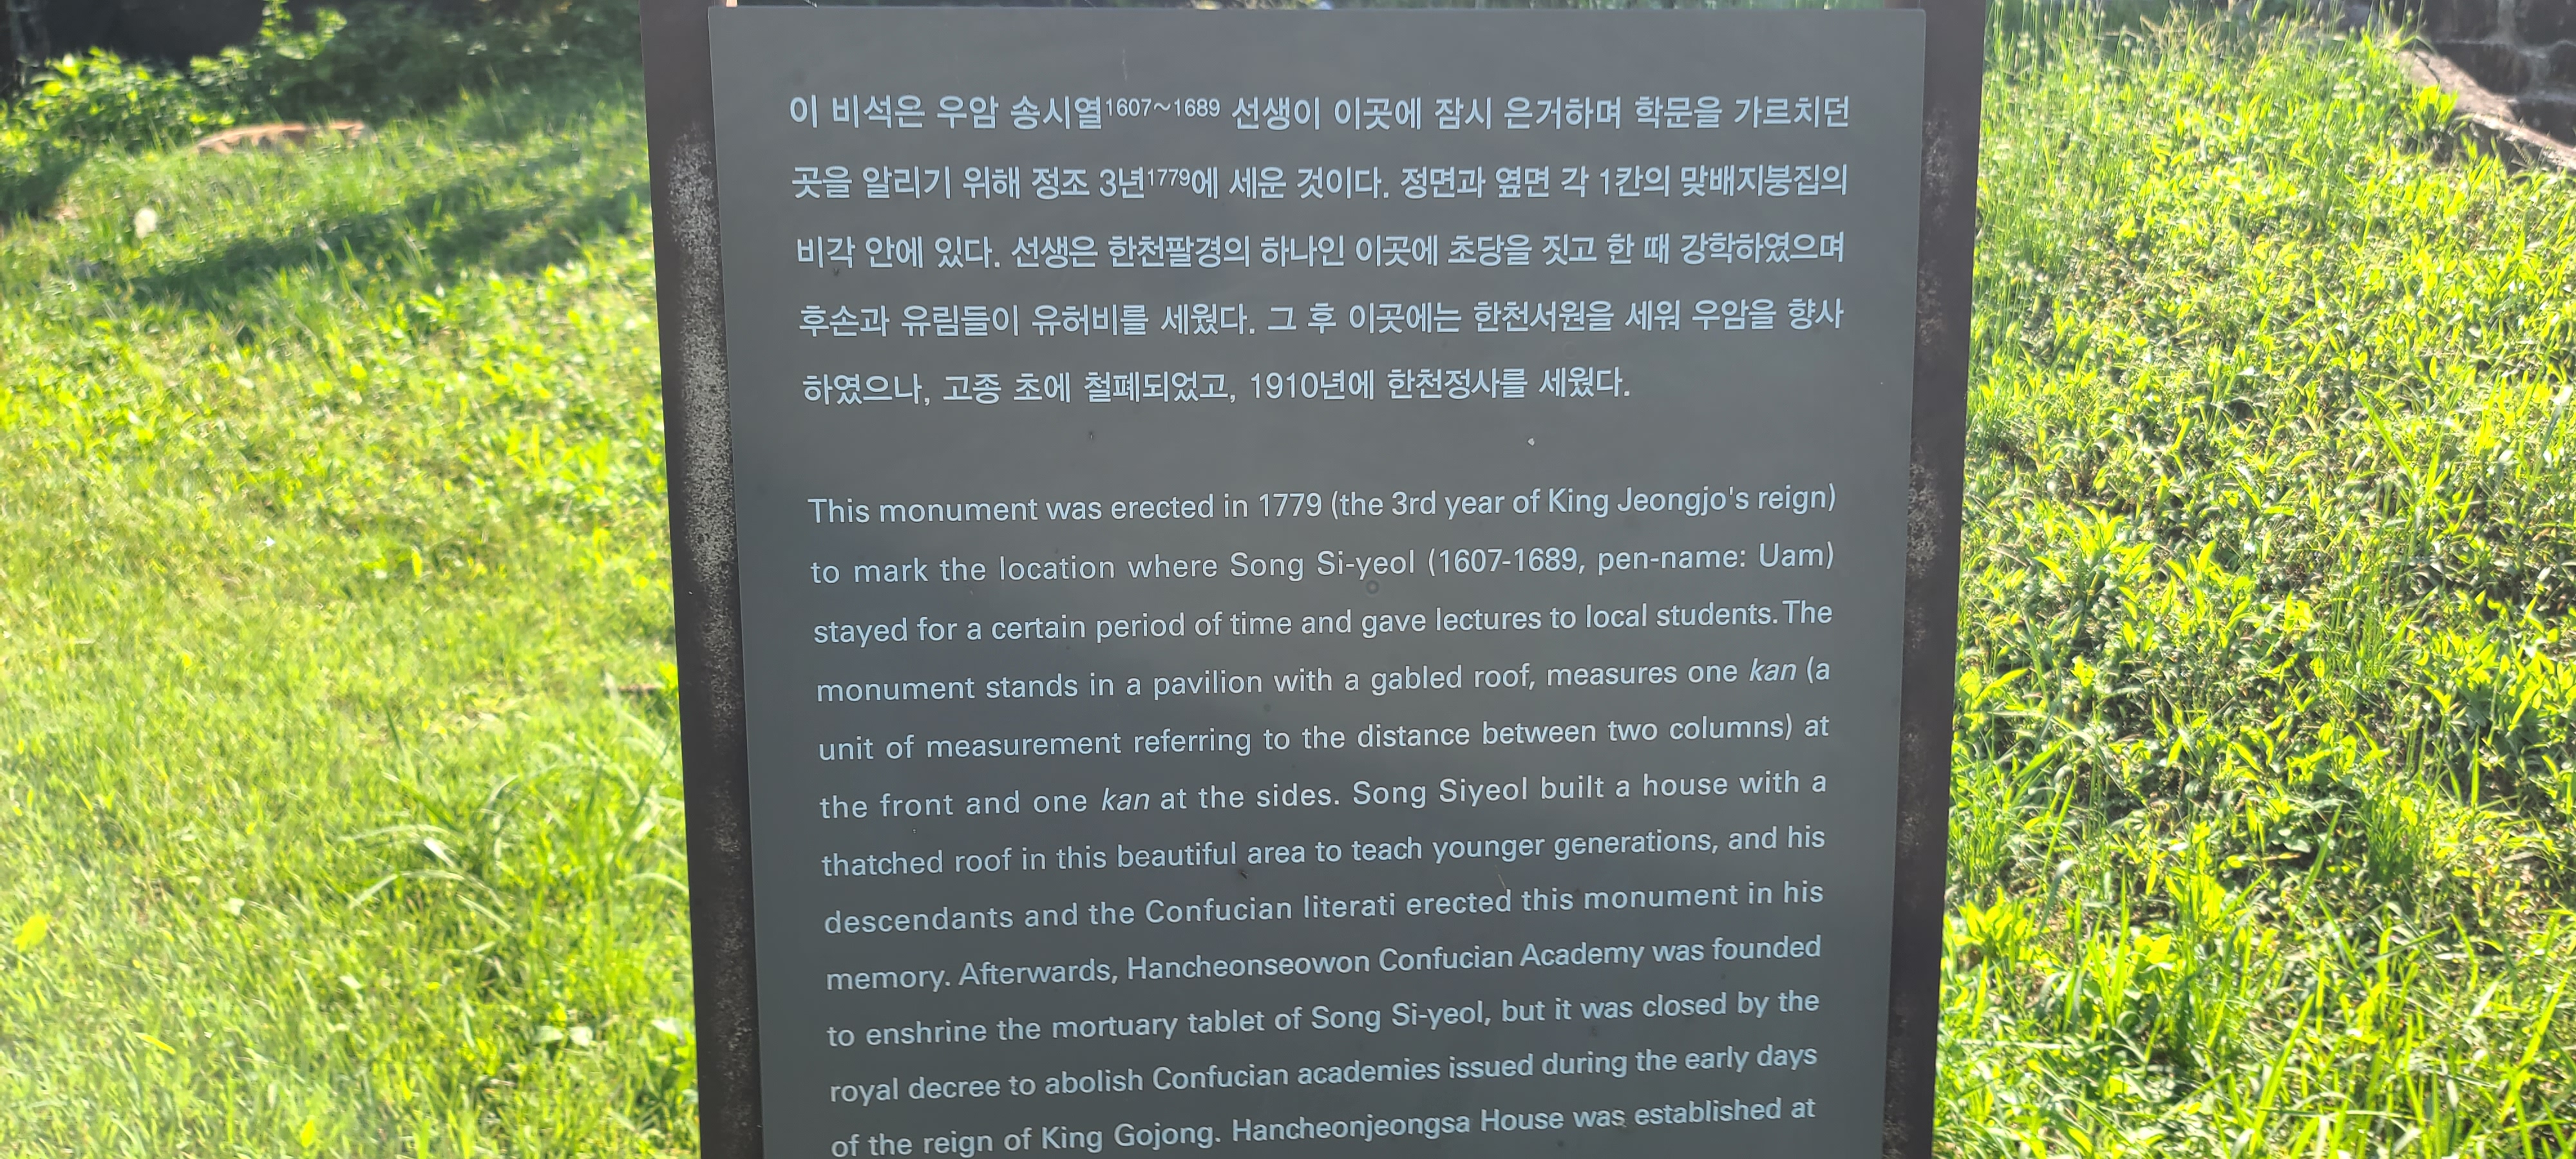 이 비석은 우암 송시열1607~1689 선생이 이곳에 잠시 은거하며 학문을 가르치던
곳을 알리기 위해 정조 3년1779에 세운 것이다. 정면과 옆면 각 1칸의 맞배지붕집의
비각 안에 있다. 선생은 한천팔경의 하나인 이곳에 초당을 짓고 한 때 강학하였으며
후손과 유림들이 유허비를 세웠다. 그 후 이곳에는 한천서원을 세워 우암을 향사
하였으나, 고종 초에 철폐되었고, 1910년에 한천정사를 세웠다.
This monument was erected in 1779 (the 3rd year of King Jeongjo's reign)
to mark the location where Song Si-yeol (1607-1689, pen-name: Uam)
stayed for a certain period of time and gave lectures to local students. The
monument stands in a pavilion with a gabled roof, measures one kan (a
unit of measurement referring to the distance between two columns) at
the front and one kan at the sides. Song Siyeol built a house with a
thatched roof in this beautiful area to teach younger generations, and his
descendants and the Confucian literati erected this monument in his
memory. Afterwards, Hancheonseowon Confucian Academy was founded
to enshrine the mortuary tablet of Song Si-yeol, but it was closed by the
royal decree to abolish Confucian academies issued during the early days
of the reign of King Gojong. Hancheonjeongsa House was established at